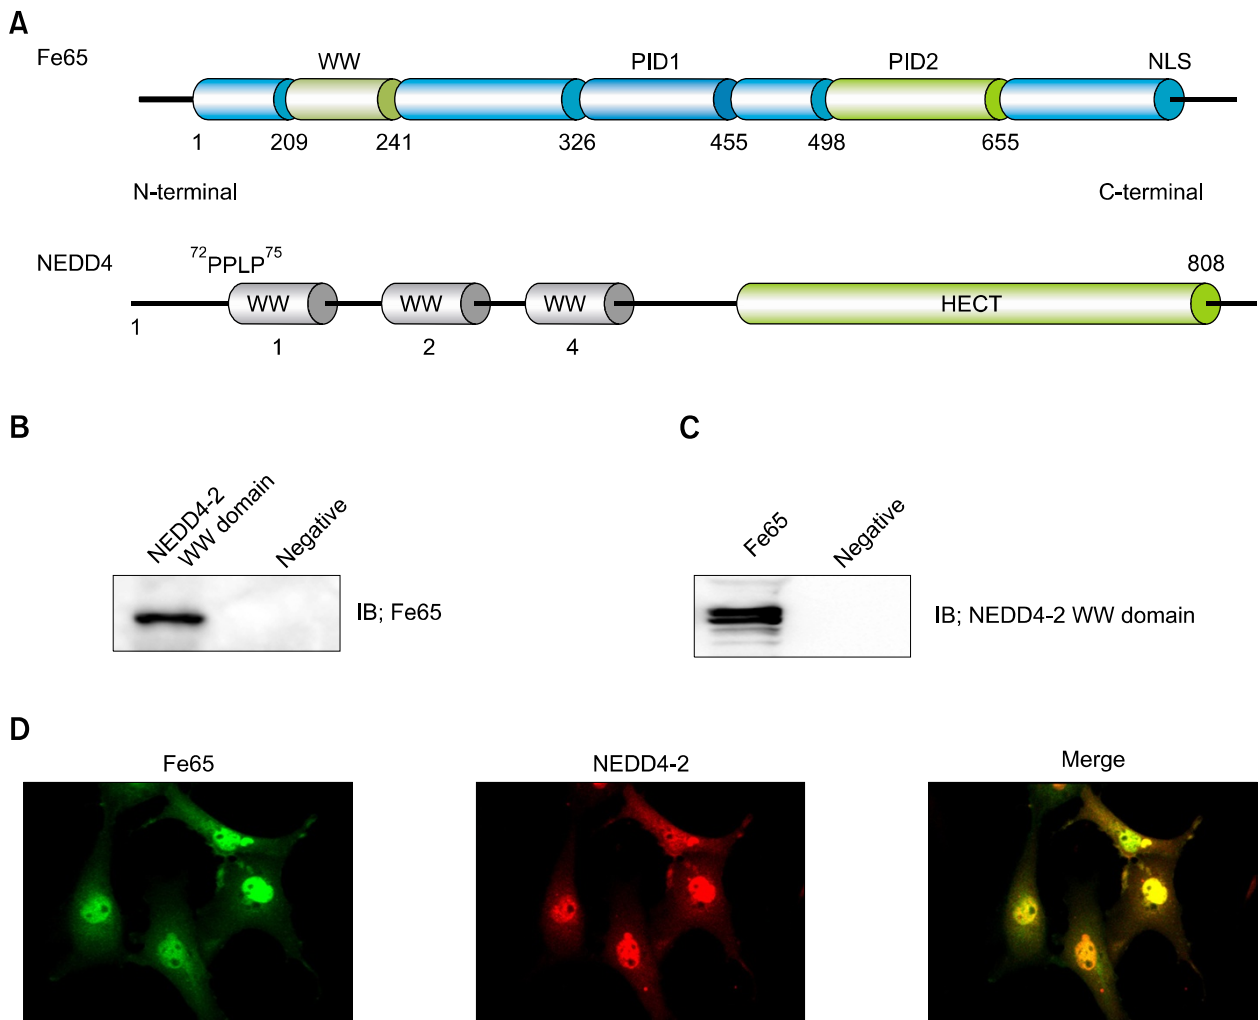 A
Fe65
WW PID1 PID2 NLS
1 209 241 326 455 498 655
N-terminal C-terminal
NEDD4
72PPLP75
808
WW WW WW HECT
1
1 2 4
B
NEDD4-2
WW domain
Negative
IB; Fe65
C
Fe65
Negative
IB; NEDD4-2 WW domain
D
Fe65 NEDD4-2 Merge